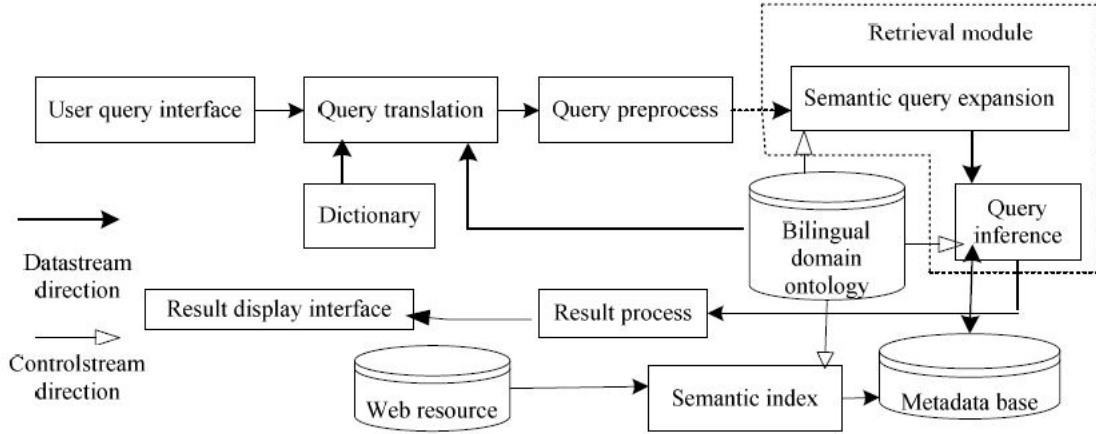 Retrieval module
User query interface
Query translation
Query preprocess
Semantic query expansion
Dictionary
Bilingual
domain
ontology
Query
inference
Datastream
direction
Result display interface
Result process
Controlstream
direction
Web resource
Semantic index
Metadata base